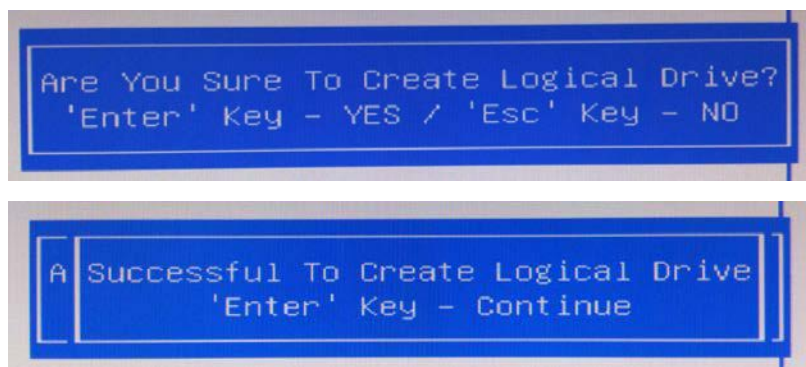 Are You Sure To Create Logical Drive?
'Enter' Key - YES / 'Esc' Key - NO
A Successful To Create Logical Drive
'Enter' Key - Continue